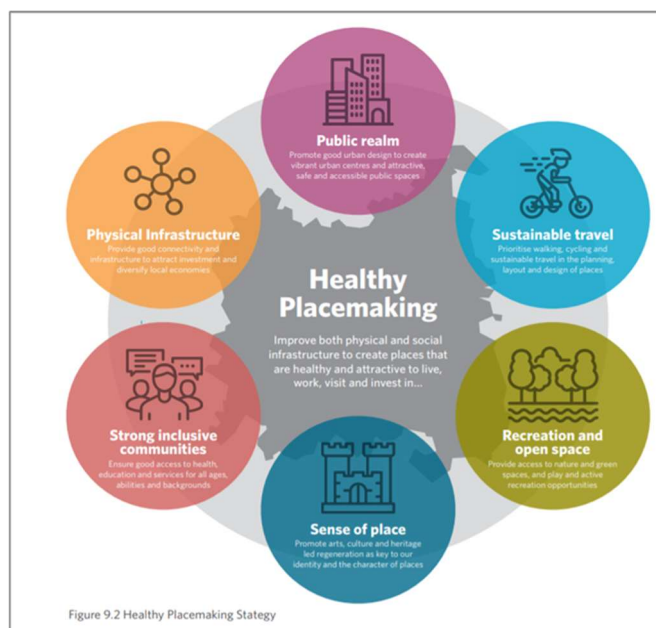 Public realm
Promote good urban design to create
vibrant urban centres and attractive,
safe and accessible public spaces
Physical Infrastructure
Provide good connectivity and
infrastructure to attract investment and
diversify local economies
Sustainable travel
Prioritise walking, cycling and
sustainable travel in the planning,
layout and design of places
Healthy
Placemaking
Improve both physical and social
infrastructure to create places that
are healthy and attractive to live,
work, visit and invest in...
Strong inclusive
communities
Ensure good access to health,
education and services for all ages,
abilities and backgrounds
Recreation and
open space
Provide access to nature and green
spaces, and play and active
recreation opportunities
Sense of place
Promote arts, culture and heritage
led regeneration as key to our
identity and the character of places
Figure 9.2 Healthy Placemaking Stategy